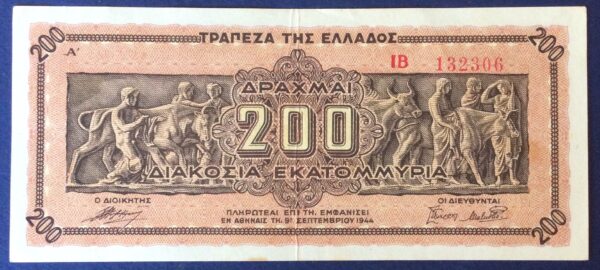 200 ΤΡΑΠΕΖΑ ΤΗΣ ΕΛΛΑΔΟΣ 200
Α'
ΙΒ 132306
ΔΡΑΧΜΑΙ
200
ΔΙΑΚΟΣΙΑ ΕΚΑΤΟΜΜΥΡΙΑ
Ο ΔΙΟΙΚΗΤΗΣ
ΟΙ ΔΙΕΥΘΥΝΤΑΙ
ΠΛΗΡΩΤΕΑΙ ΕΠΙ ΤΗ, ΕΜΦΑΝΙΣΕΙ
ΕΝ ΑΘΗΝΑΙΣ ΤΗ, 9ῃ ΣΕΠΤΕΜΒΡΙΟΥ 1944
200 200